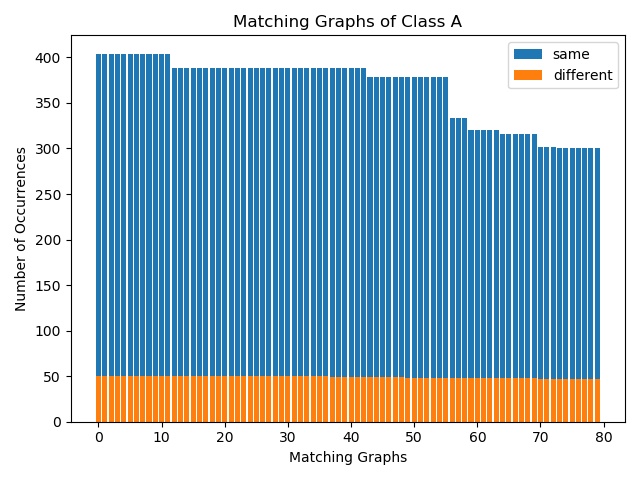 Matching Graphs of Class A
same
different
Number of Occurrences
400
350
300
250
200
150
100
50
0
0 10 20 30 40 50 60 70 80
Matching Graphs